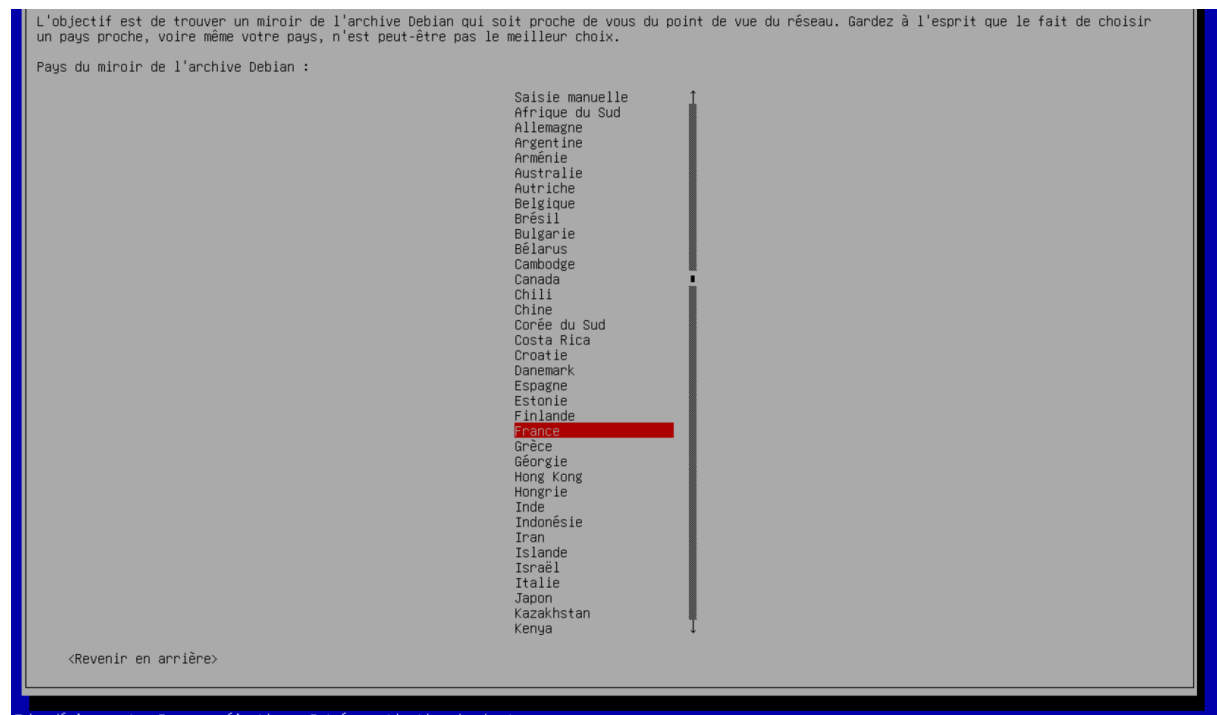 L'objectif est de trouver un miroir de l'archive Debian qui soit proche de vous du point de vue du réseau. Gardez à l'esprit que le fait de choisir
un pays proche, voire même votre pays, n'est peut-être pas le meilleur choix.
Pays du miroir de l'archive Debian :
Saisie manuelle
Afrique du Sud
Allemagne
Argentine
Arménie
Australie
Autriche
Belgique
Brésil
Bulgarie
Bélarus
Cambodge
Canada
Chili
Chine
Corée du Sud
Costa Rica
Croatie
Danemark
Espagne
Estonie
Finlande
France
Grèce
Géorgie
Hong Kong
Hongrie
Inde
Indonésie
Iran
Islande
Israël
Italie
Japon
Kazakhstan
Kenya
<Revenir en arrière>